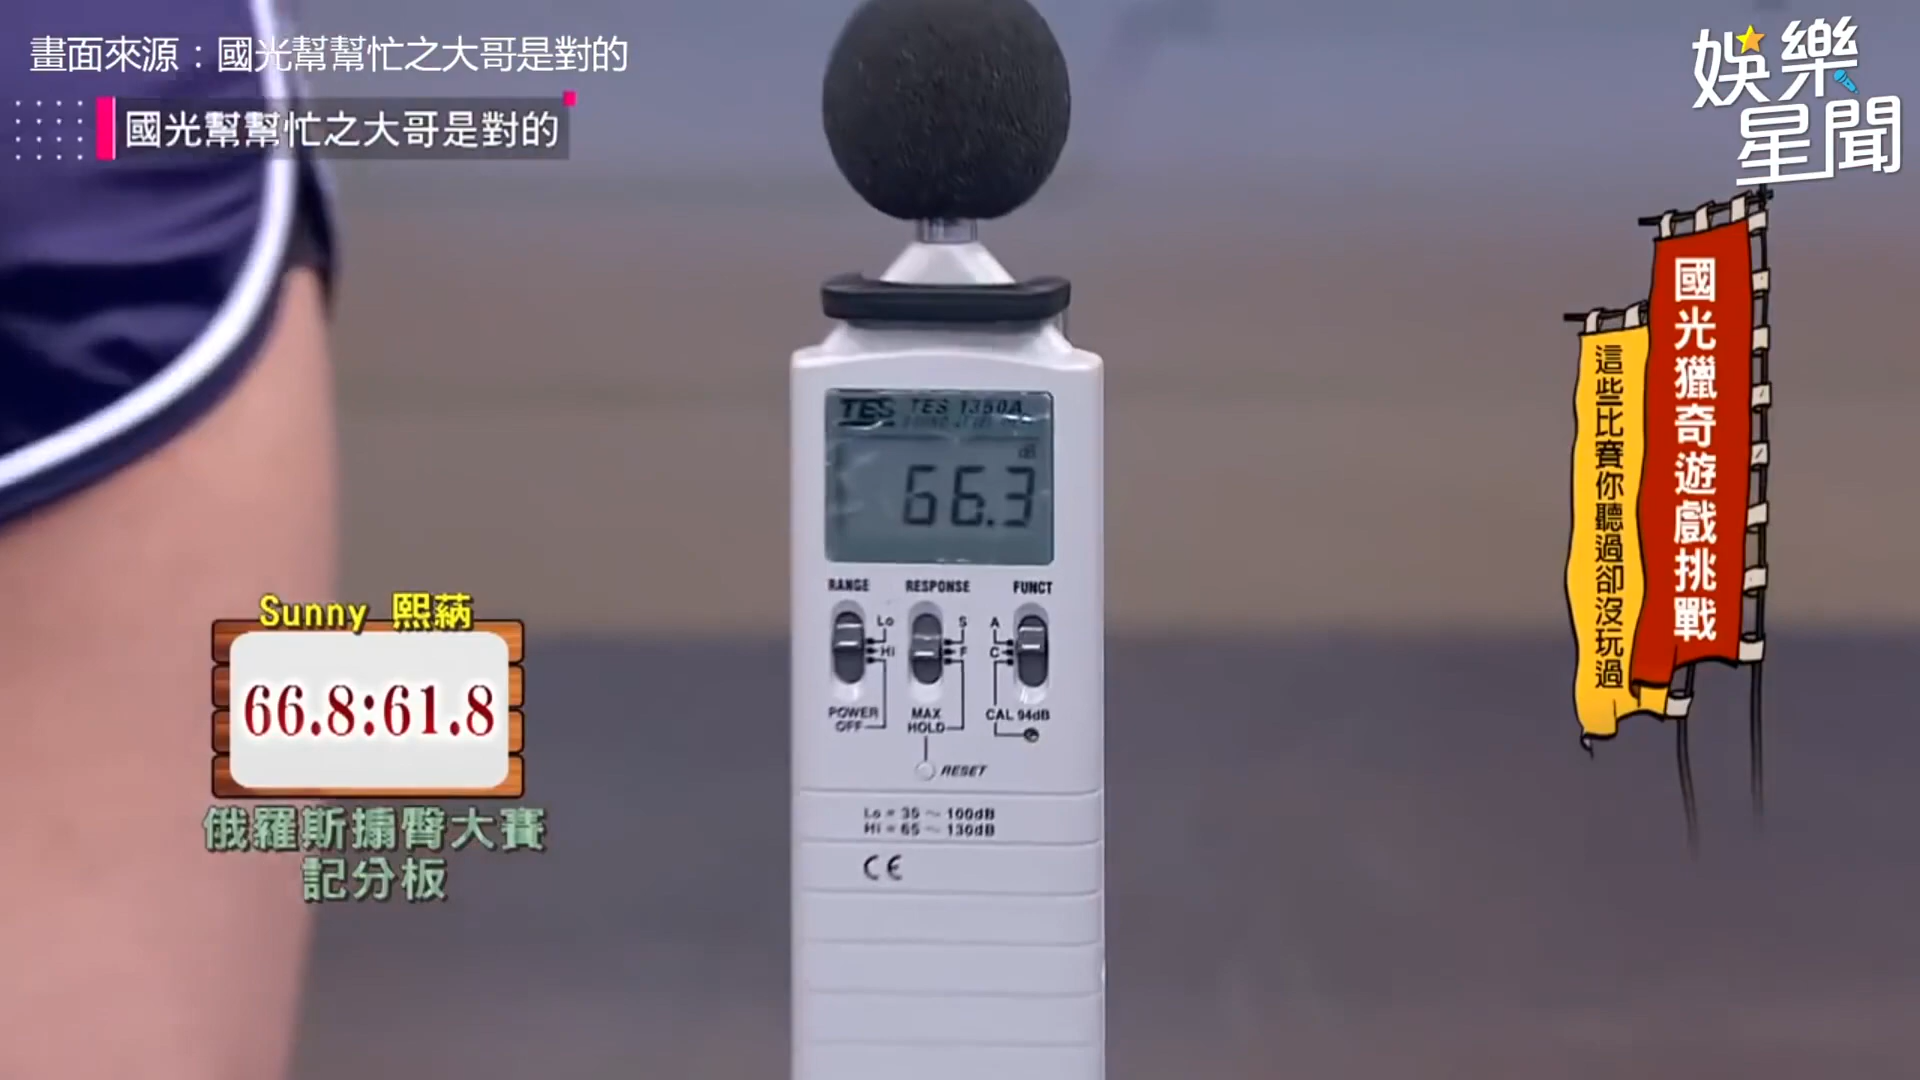 畫面來源：國光幫幫忙之大哥是對的
國光幫幫忙之大哥是對的
娛樂
星聞
國光獵奇遊戲挑戰
這些比賽你聽過卻沒玩過
TES TES 1350A
dB
66.3
RANGE RESPONSE FUNCT
Lo S A
Hi F C
POWER OFF
MAX HOLD
CAL 94dB
RESET
Lo = 35 ~ 100dB
Hi = 65 ~ 130dB
CE
Sunny 熙蒳
66.8:61.8
俄羅斯搧臀大賽
記分板